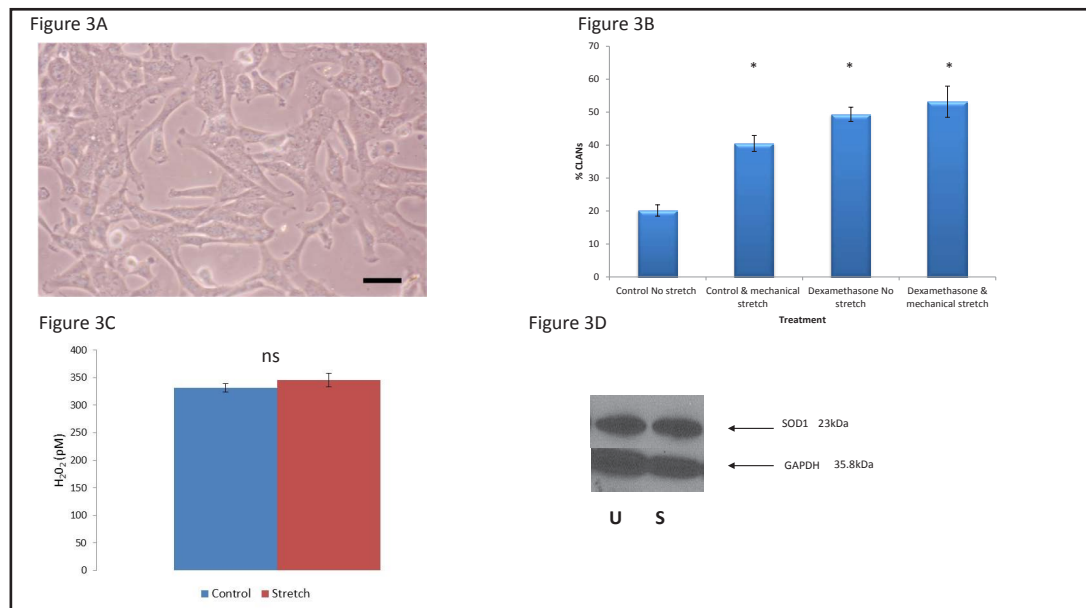 Figure 3A
Figure 3B
70
60
50
40
30
20
10
0
% CLANs
*
*
*
Control No stretch
Control & mechanical stretch
Dexamethasone No stretch
Dexamethasone & mechanical stretch
Treatment
Figure 3C
400
350
300
250
200
150
100
50
0
H₂0₂ (pM)
ns
Control
Stretch
Figure 3D
SOD1 23kDa
GAPDH 35.8kDa
U S